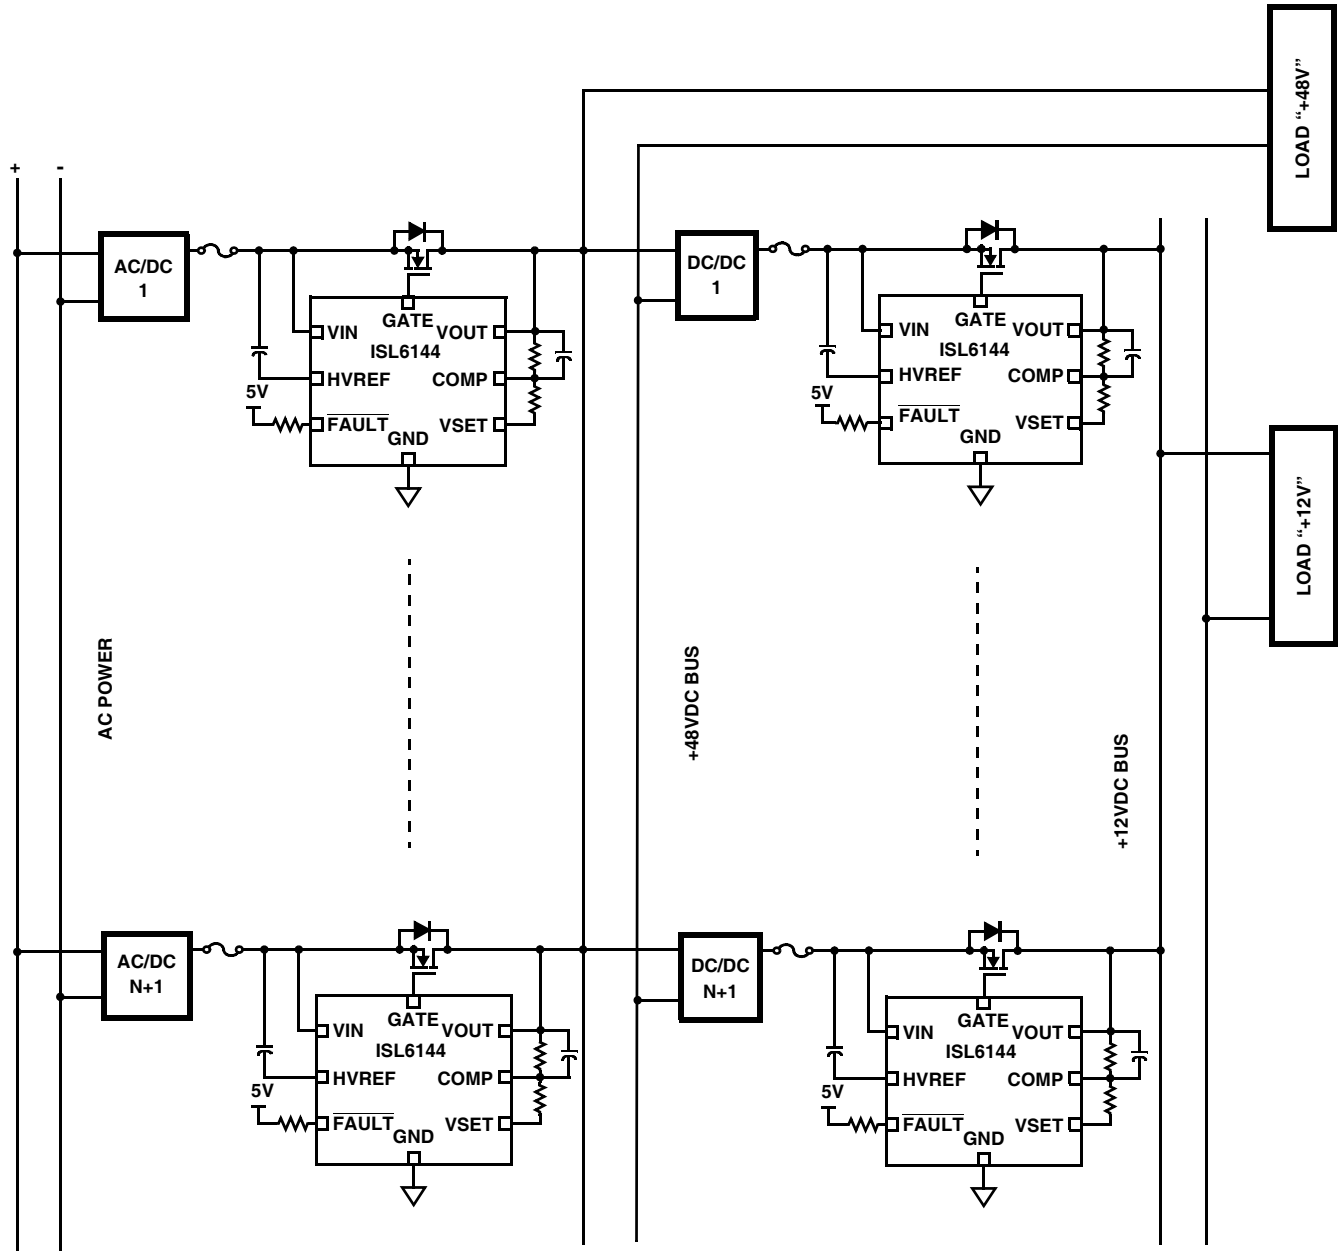 LOAD “+48V”
+ -
AC/DC
1
DC/DC
1
GATE
VIN
VOUT
ISL6144
HVREF
COMP
5V
FAULT
VSET
GND
GATE
VIN
VOUT
ISL6144
HVREF
COMP
5V
FAULT
VSET
GND
LOAD “+12V”
AC POWER
+48VDC BUS
+12VDC BUS
AC/DC
N+1
DC/DC
N+1
GATE
VIN
VOUT
ISL6144
HVREF
COMP
5V
FAULT
VSET
GND
GATE
VIN
VOUT
ISL6144
HVREF
COMP
5V
FAULT
VSET
GND